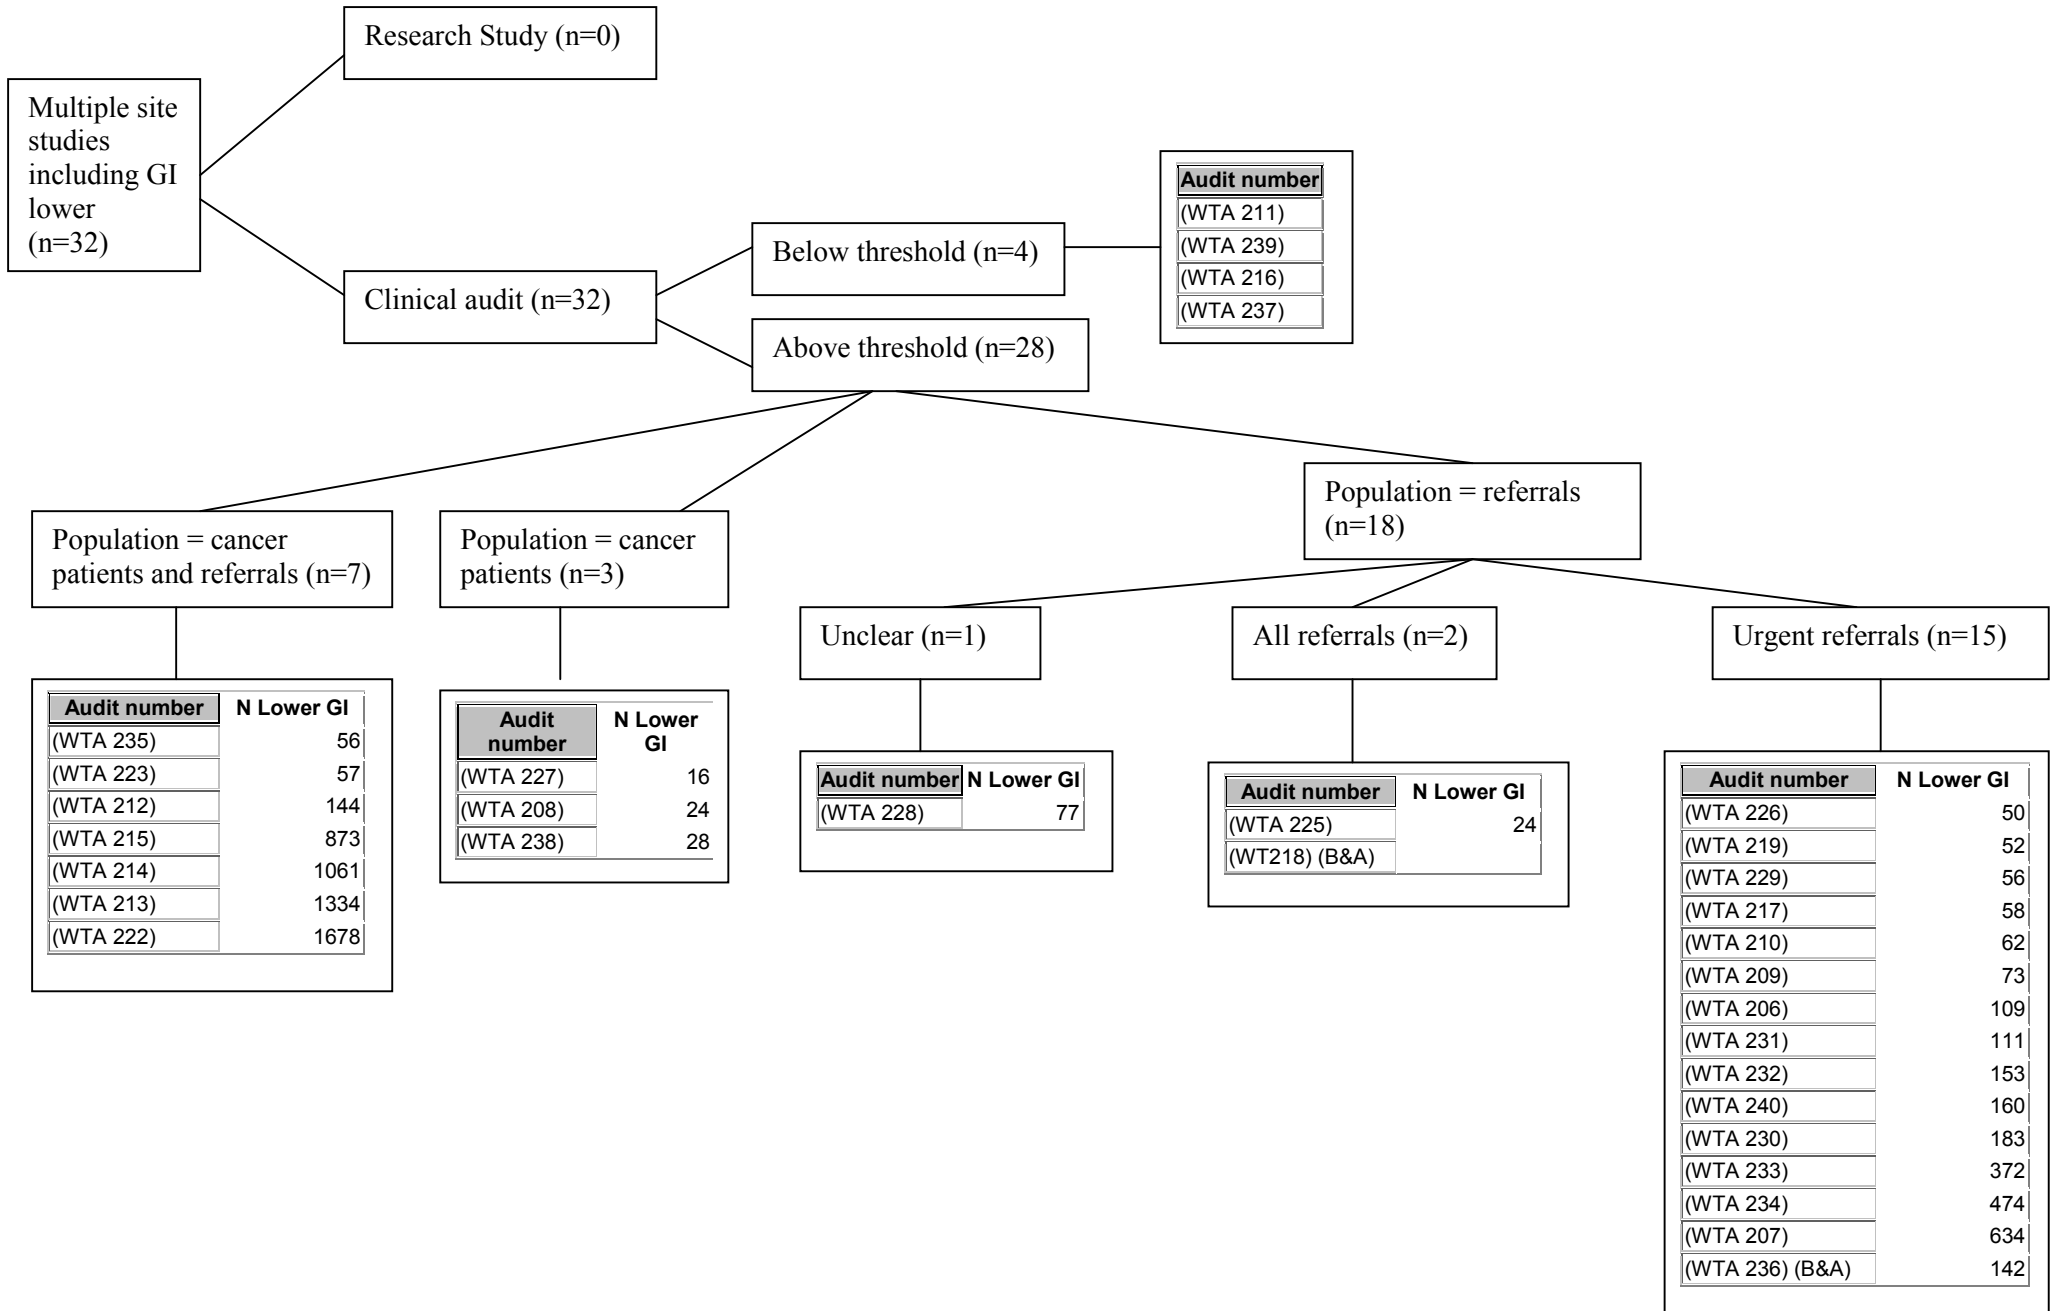 Research Study (n=0)
Multiple site
studies
including GI
lower
(n=32)
Clinical audit (n=32)
Below threshold (n=4)
Audit number
(WTA 211)
(WTA 239)
(WTA 216)
(WTA 237)
Above threshold (n=28)
Population = cancer
patients and referrals (n=7)
Population = cancer
patients (n=3)
Population = referrals
(n=18)
Unclear (n=1)
All referrals (n=2)
Urgent referrals (n=15)
Audit number N Lower GI
(WTA 235) 56
(WTA 223) 57
(WTA 212) 144
(WTA 215) 873
(WTA 214) 1061
(WTA 213) 1334
(WTA 222) 1678
Audit N Lower
number GI
(WTA 227) 16
(WTA 208) 24
(WTA 238) 28
Audit number N Lower GI
(WTA 228) 77
Audit number N Lower GI
(WTA 225) 24
(WT218) (B&A)
Audit number N Lower GI
(WTA 226) 50
(WTA 219) 52
(WTA 229) 56
(WTA 217) 58
(WTA 210) 62
(WTA 209) 73
(WTA 206) 109
(WTA 231) 111
(WTA 232) 153
(WTA 240) 160
(WTA 230) 183
(WTA 233) 372
(WTA 234) 474
(WTA 207) 634
(WTA 236) (B&A) 142